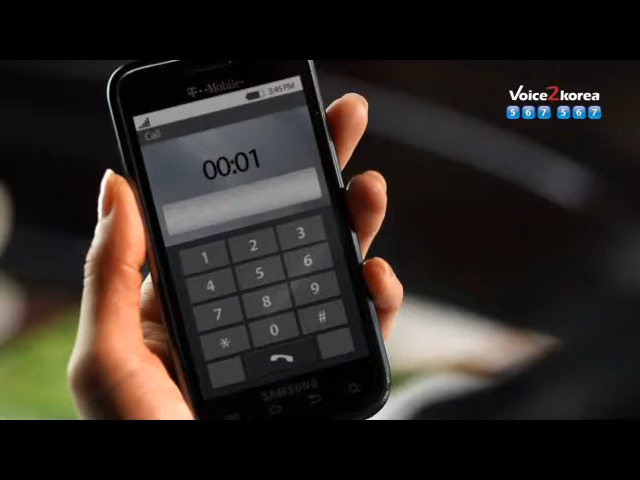 Voice2korea
567 567
T··Mobile·
3:45 PM
Call
00:01
1 2 3
4 5 6
7 8 9
* 0 #
SAMSUNG